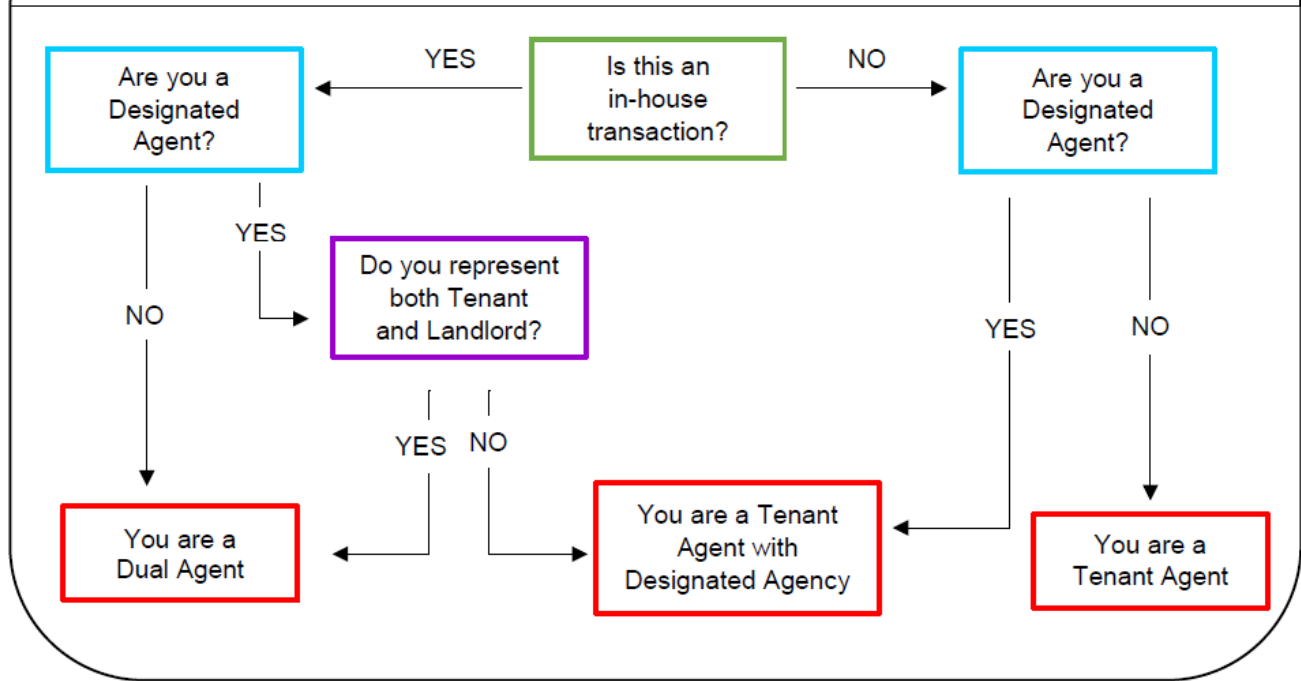 Is this an
in-house
transaction?
YES
NO
Are you a
Designated
Agent?
Are you a
Designated
Agent?
YES
NO
Do you represent
both Tenant
and Landlord?
YES
NO
YES
NO
You are a
Dual Agent
You are a Tenant
Agent with
Designated Agency
You are a
Tenant Agent